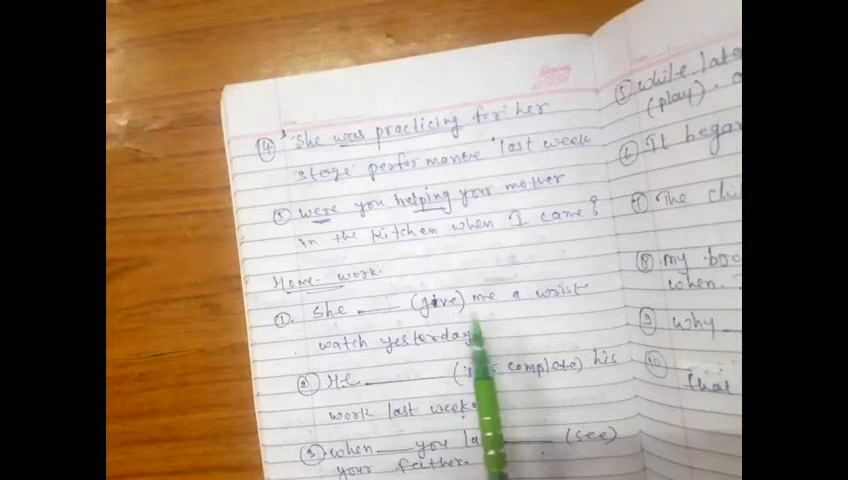 ④ She was practicing for her
stage performance last week
⑤ were you helping your mother
in the kitchen when I came?
Home-work
①. She ___ (give) me a wrist
watch yesterday
② He ___ ( complete) his
work last week
③ when ___ you ___ (see)
your father.
⑤ while
(play).
⑥ It began
⑦ The
⑧ my
when
⑨ why ___
⑩
that